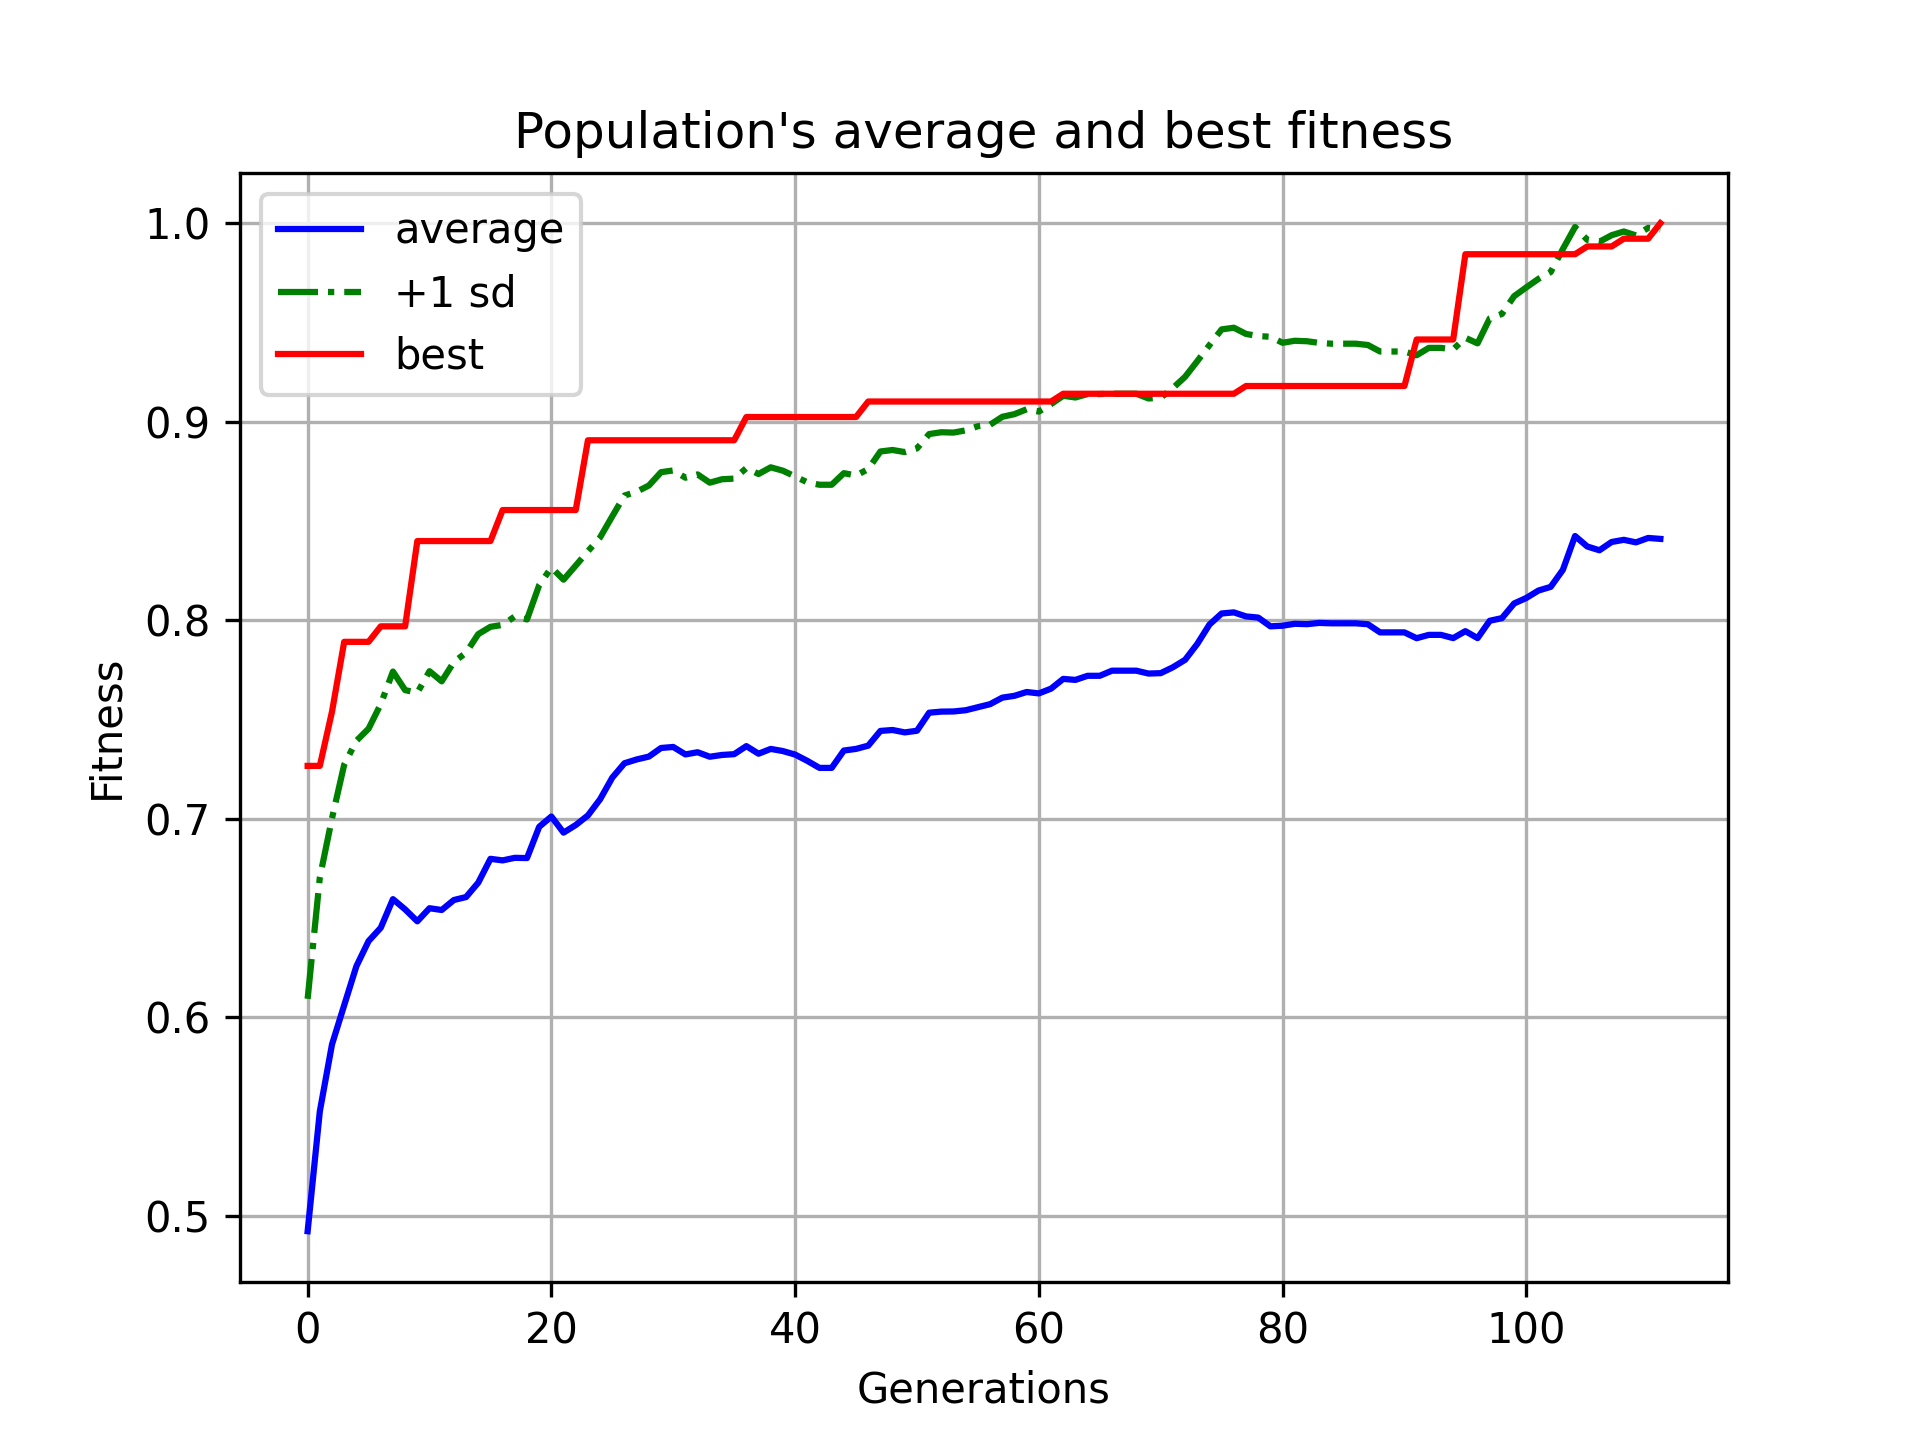 Population's average and best fitness
average
+1 sd
best
1.0
0.9
0.8
0.7
0.6
0.5
Fitness
0 20 40 60 80 100
Generations